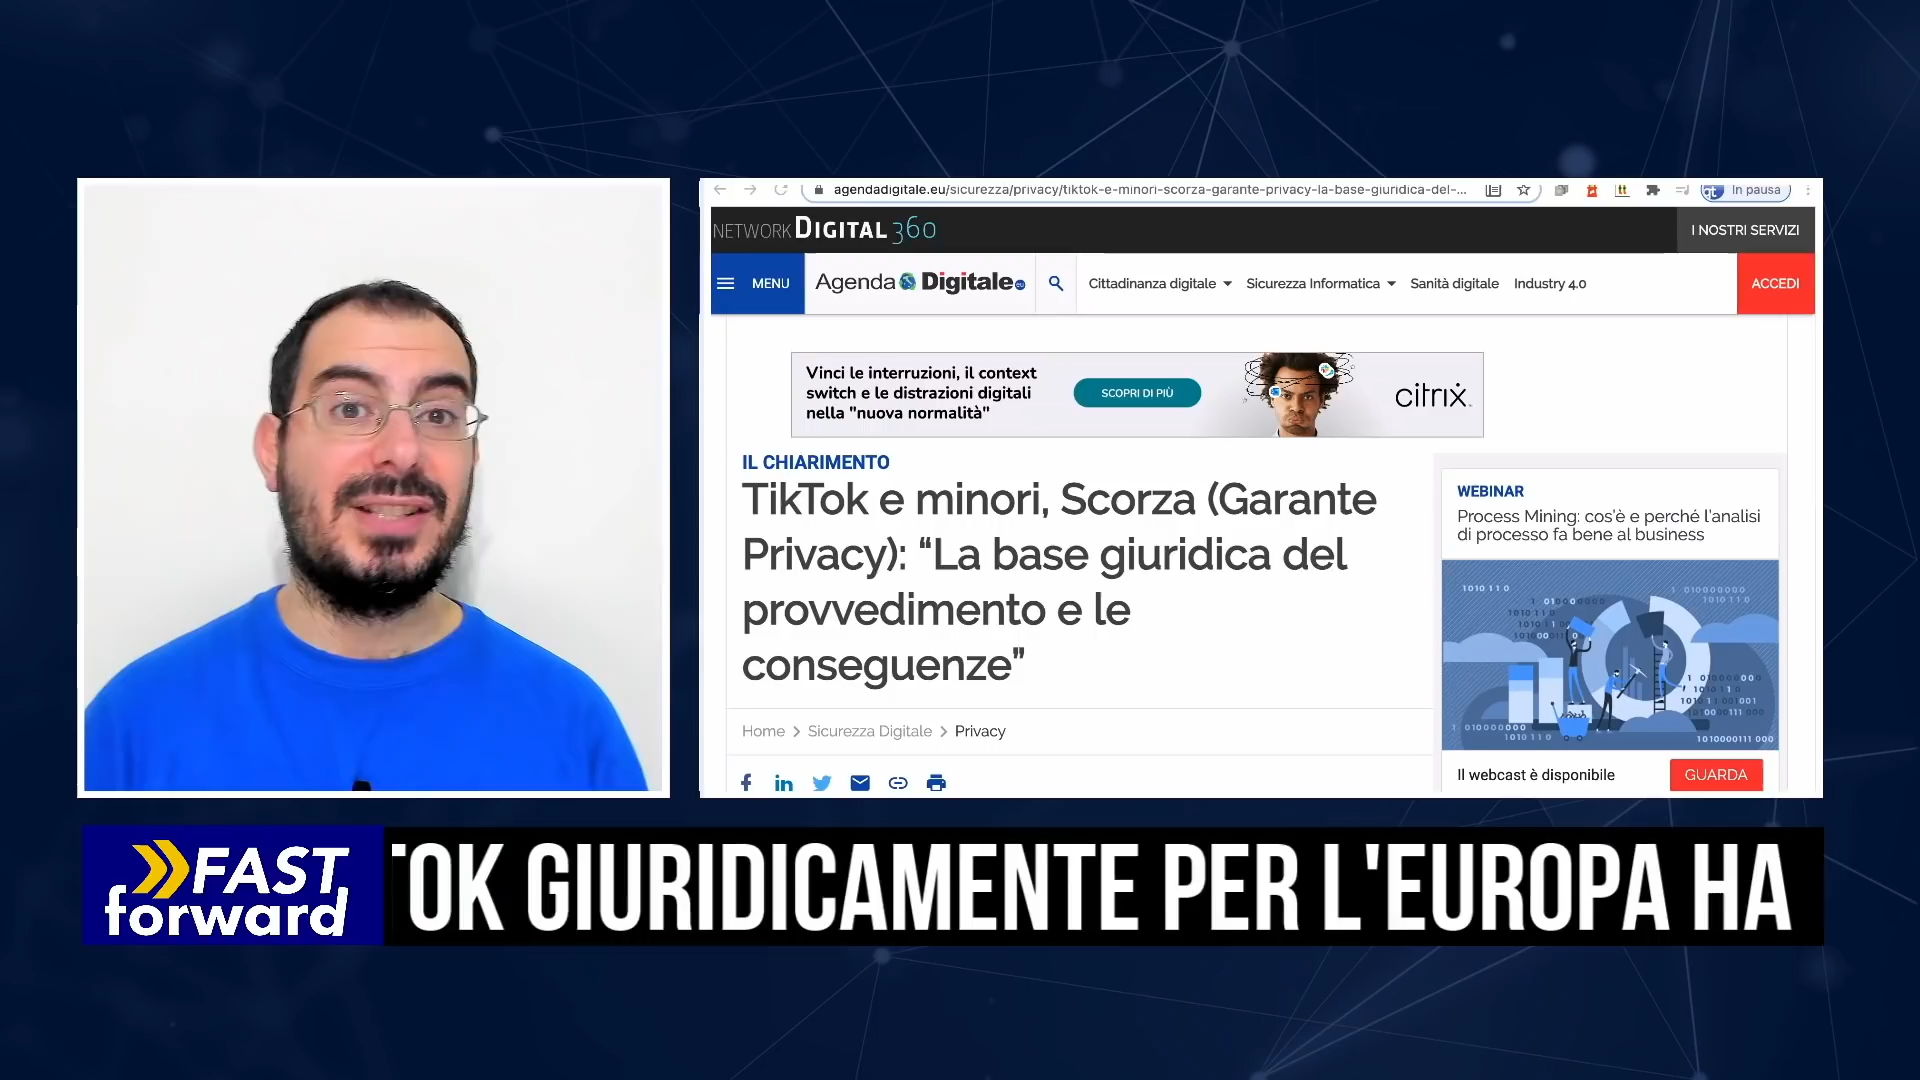 agendadigitale.eu/sicurezza/privacy/tiktok-e-minori-scorza-garante-privacy-la-base-giuridica-del-...
In pausa
NETWORK DIGITAL 360
I NOSTRI SERVIZI
MENU
Agenda Digitale
Cittadinanza digitale
Sicurezza Informatica
Sanità digitale
Industry 4.0
ACCEDI
Vinci le interruzioni, il context
switch e le distrazioni digitali
nella "nuova normalità"
SCOPRI DI PIÙ
citrix
IL CHIARIMENTO
TikTok e minori, Scorza (Garante
Privacy): “La base giuridica del
provvedimento e le
conseguenze”
Home > Sicurezza Digitale > Privacy
WEBINAR
Process Mining: cos'è e perché l'analisi
di processo fa bene al business
Il webcast è disponibile
GUARDA
FAST
forward
TOK GIURIDICAMENTE PER L'EUROPA HA